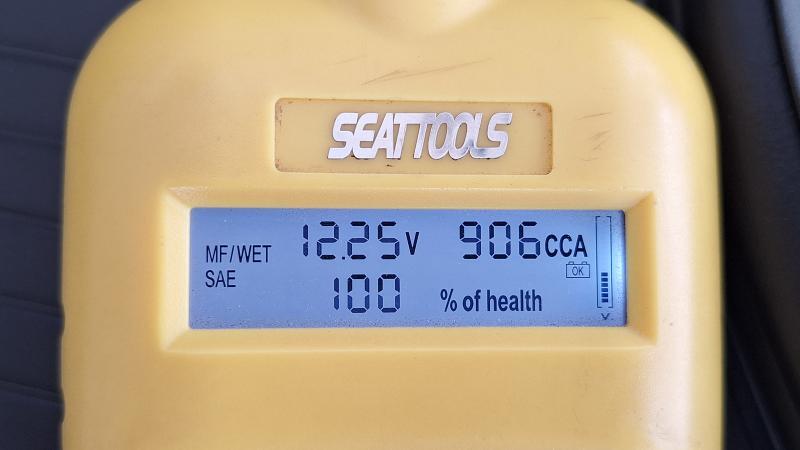 SEATTOOLS
MF/WET 12.25V 906CCA
SAE OK
100 % of health
V